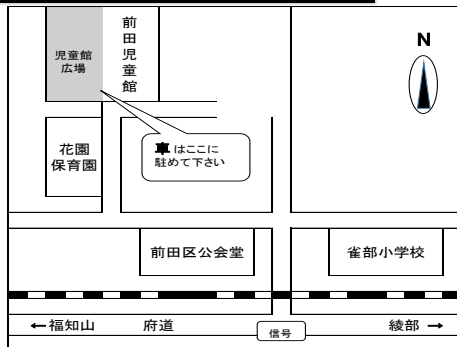 児童館
広場
前田児童館
N
花園
保育園
車はここに
駐めて下さい
前田区公会堂
雀部小学校
←福知山
府道
信号
綾部→